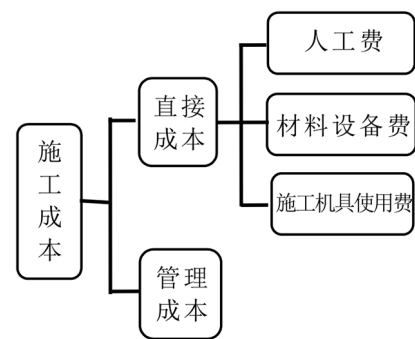 施工成本
直接
成本
人工费
材料设备费
施工机具使用费
管理
成本